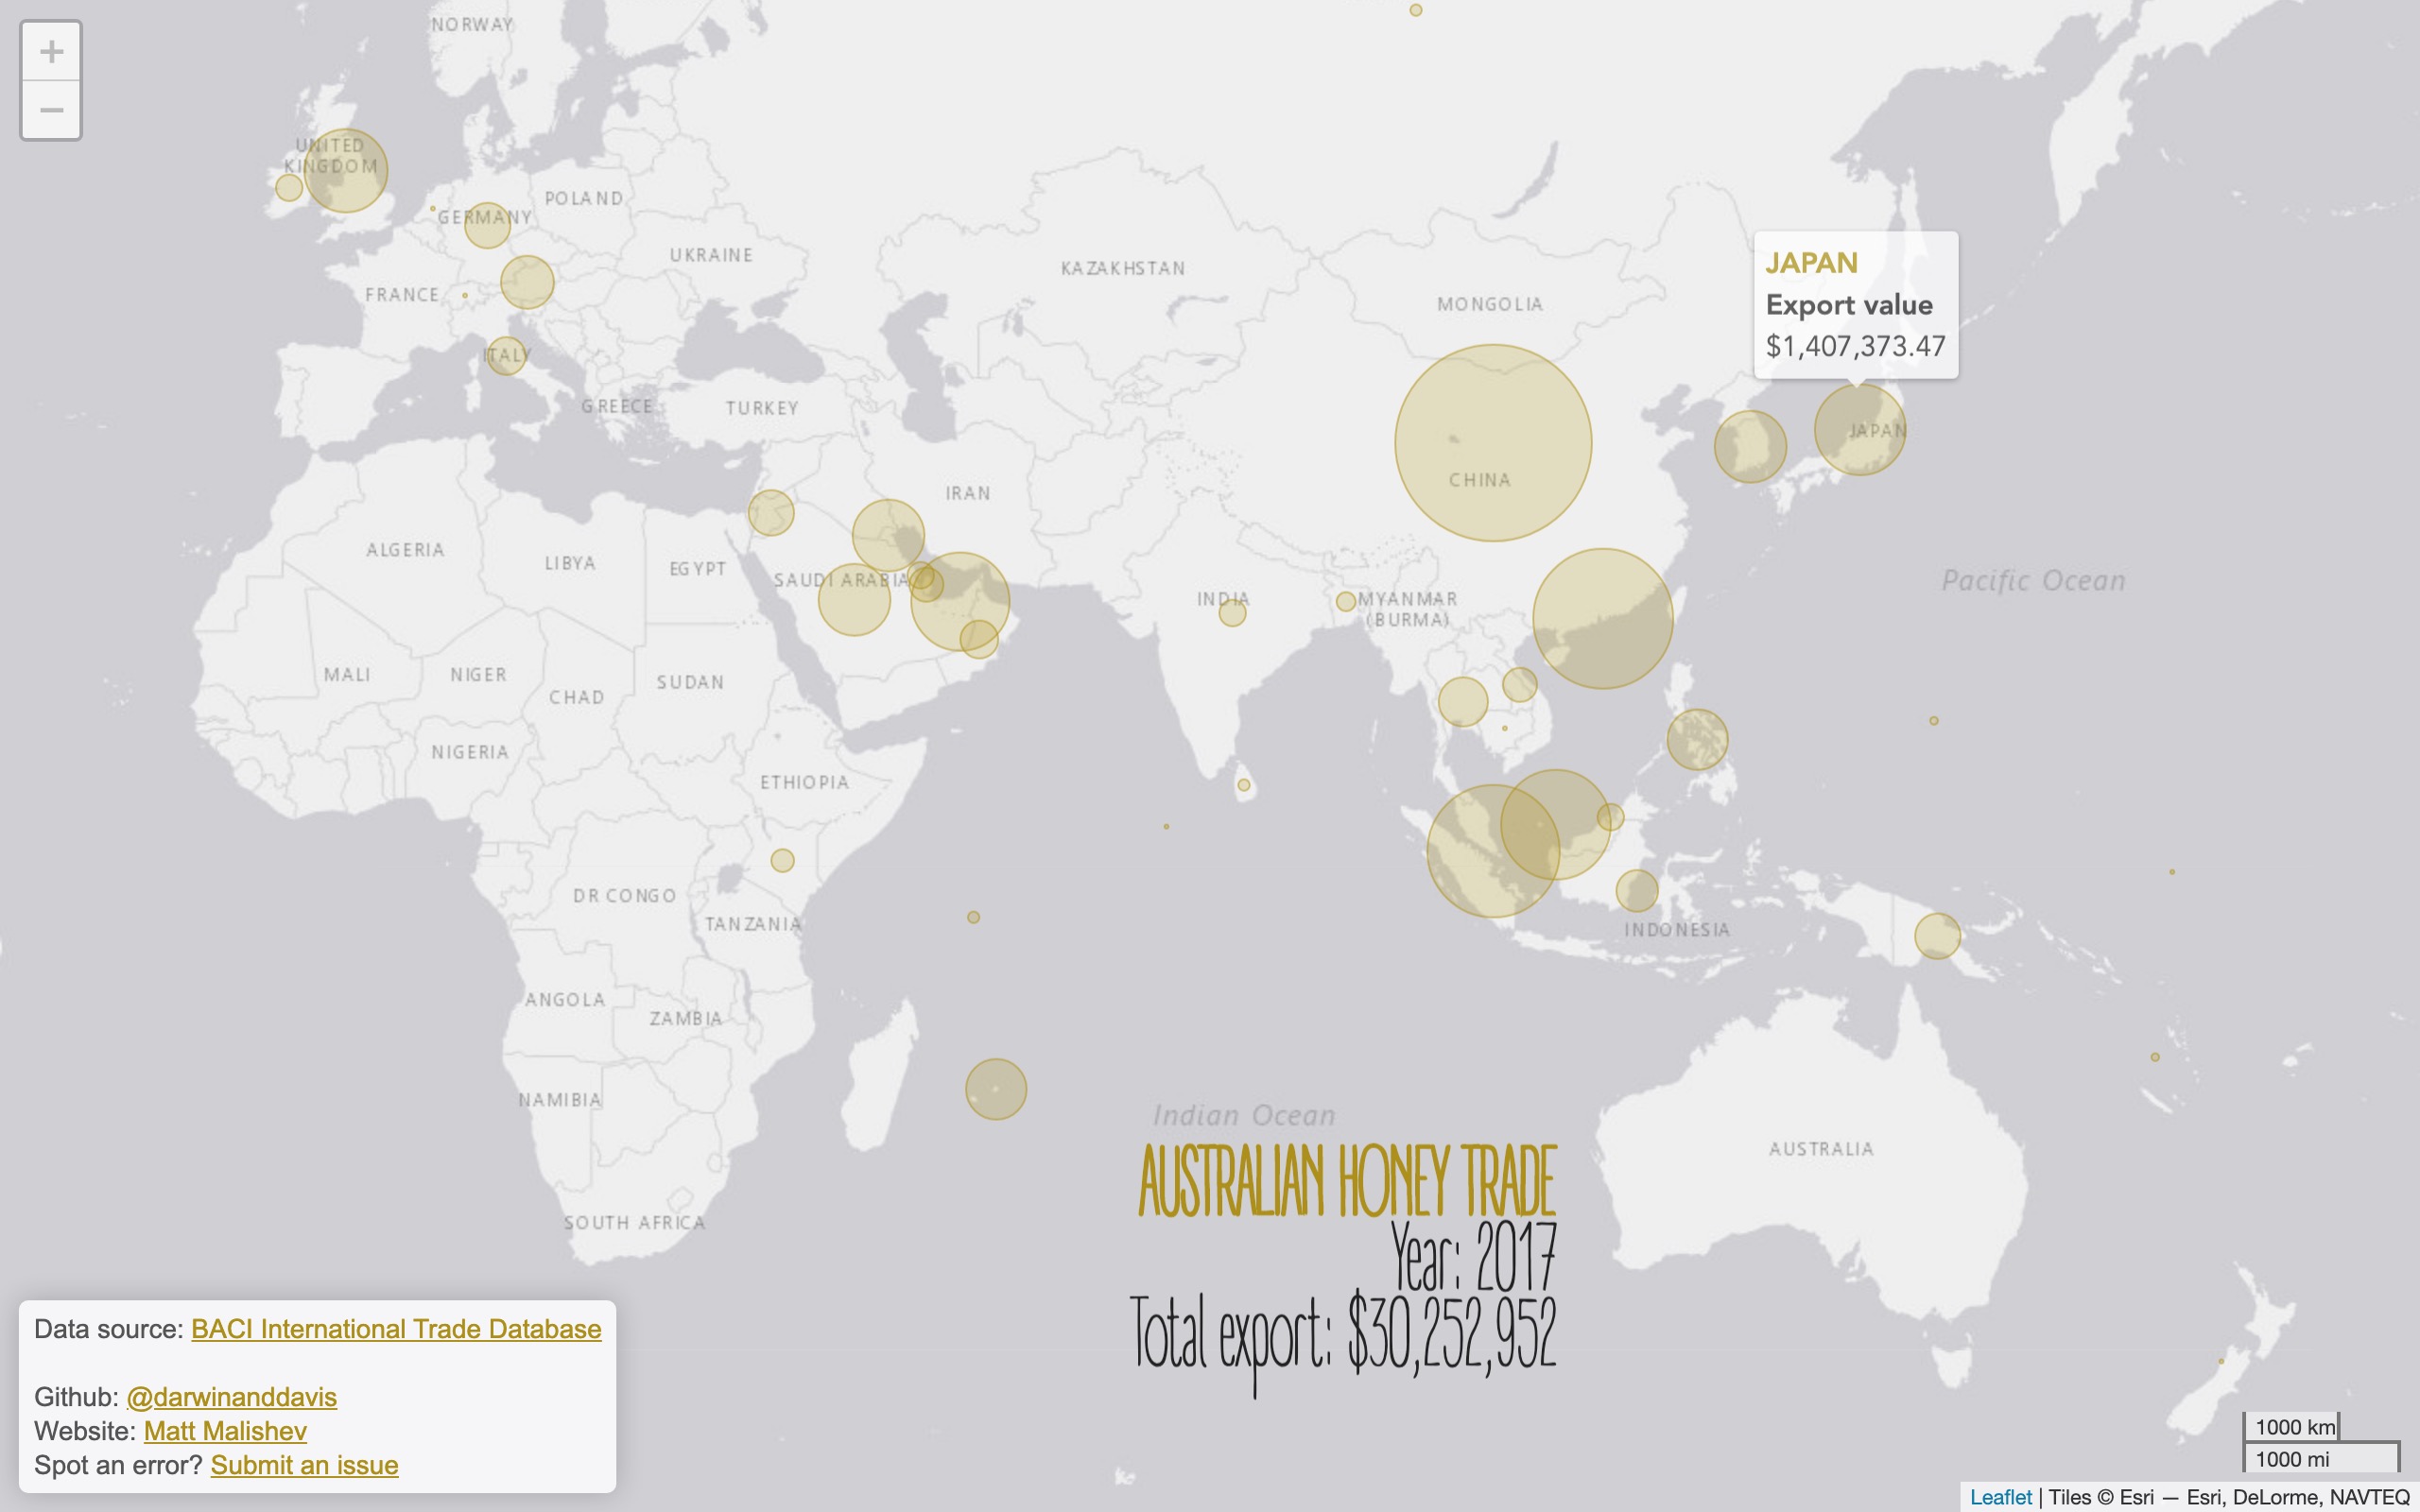 +
−
NORWAY
UNITED
KINGDOM
GERMANY
POLAND
UKRAINE
FRANCE
KAZAKHSTAN
MONGOLIA
JAPAN
Export value
$1,407,373.47
ITALY
GREECE
TURKEY
JAPAN
CHINA
IRAN
ALGERIA
LIBYA
EGYPT
SAUDI ARABIA
INDIA
MYANMAR
(BURMA)
Pacific Ocean
MALI
NIGER
CHAD
SUDAN
NIGERIA
ETHIOPIA
DR CONGO
TANZANIA
INDONESIA
ANGOLA
ZAMBIA
NAMIBIA
Indian Ocean
AUSTRALIA
SOUTH AFRICA
AUSTRALIAN HONEY TRADE
Year: 2017
Total export: $30,252,952
Data source: BACI International Trade Database
Github: @darwinanddavis
Website: Matt Malishev
Spot an error? Submit an issue
1000 km
1000 mi
Leaflet | Tiles © Esri — Esri, DeLorme, NAVTEQ